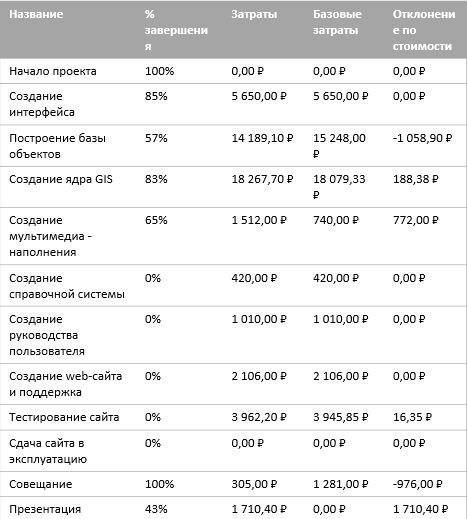 Название % завершения Затраты Базовые затраты Отклонение по стоимости
Начало проекта 100% 0,00 ₽ 0,00 ₽ 0,00 ₽
Создание интерфейса 85% 5 650,00 ₽ 5 650,00 ₽ 0,00 ₽
Построение базы объектов 57% 14 189,10 ₽ 15 248,00 ₽ -1 058,90 ₽
Создание ядра GIS 83% 18 267,70 ₽ 18 079,33 ₽ 188,38 ₽
Создание мультимедиа - наполнения 65% 1 512,00 ₽ 740,00 ₽ 772,00 ₽
Создание справочной системы 0% 420,00 ₽ 420,00 ₽ 0,00 ₽
Создание руководства пользователя 0% 1 010,00 ₽ 1 010,00 ₽ 0,00 ₽
Создание web-сайта и поддержка 0% 2 106,00 ₽ 2 106,00 ₽ 0,00 ₽
Тестирование сайта 0% 3 962,20 ₽ 3 945,85 ₽ 16,35 ₽
Сдача сайта в эксплуатацию 0% 0,00 ₽ 0,00 ₽ 0,00 ₽
Совещание 100% 305,00 ₽ 1 281,00 ₽ -976,00 ₽
Презентация 43% 1 710,40 ₽ 0,00 ₽ 1 710,40 ₽